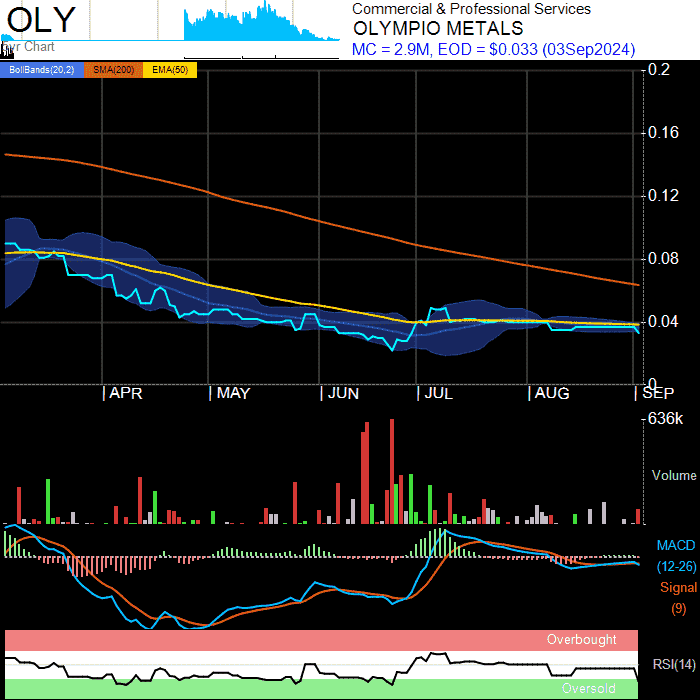 OLY
Commercial & Professional Services
OLYMPIO METALS
MC = 2.9M, EOD = $0.033 (03Sep2024)
yr Chart
BollBands(20,2) SMA(200) EMA(50)
0.2
0.16
0.12
0.08
0.04
0
APR MAY JUN JUL AUG SEP
636k
Volume
MACD
(12-26)
Signal
(9)
Overbought
RSI(14)
Oversold